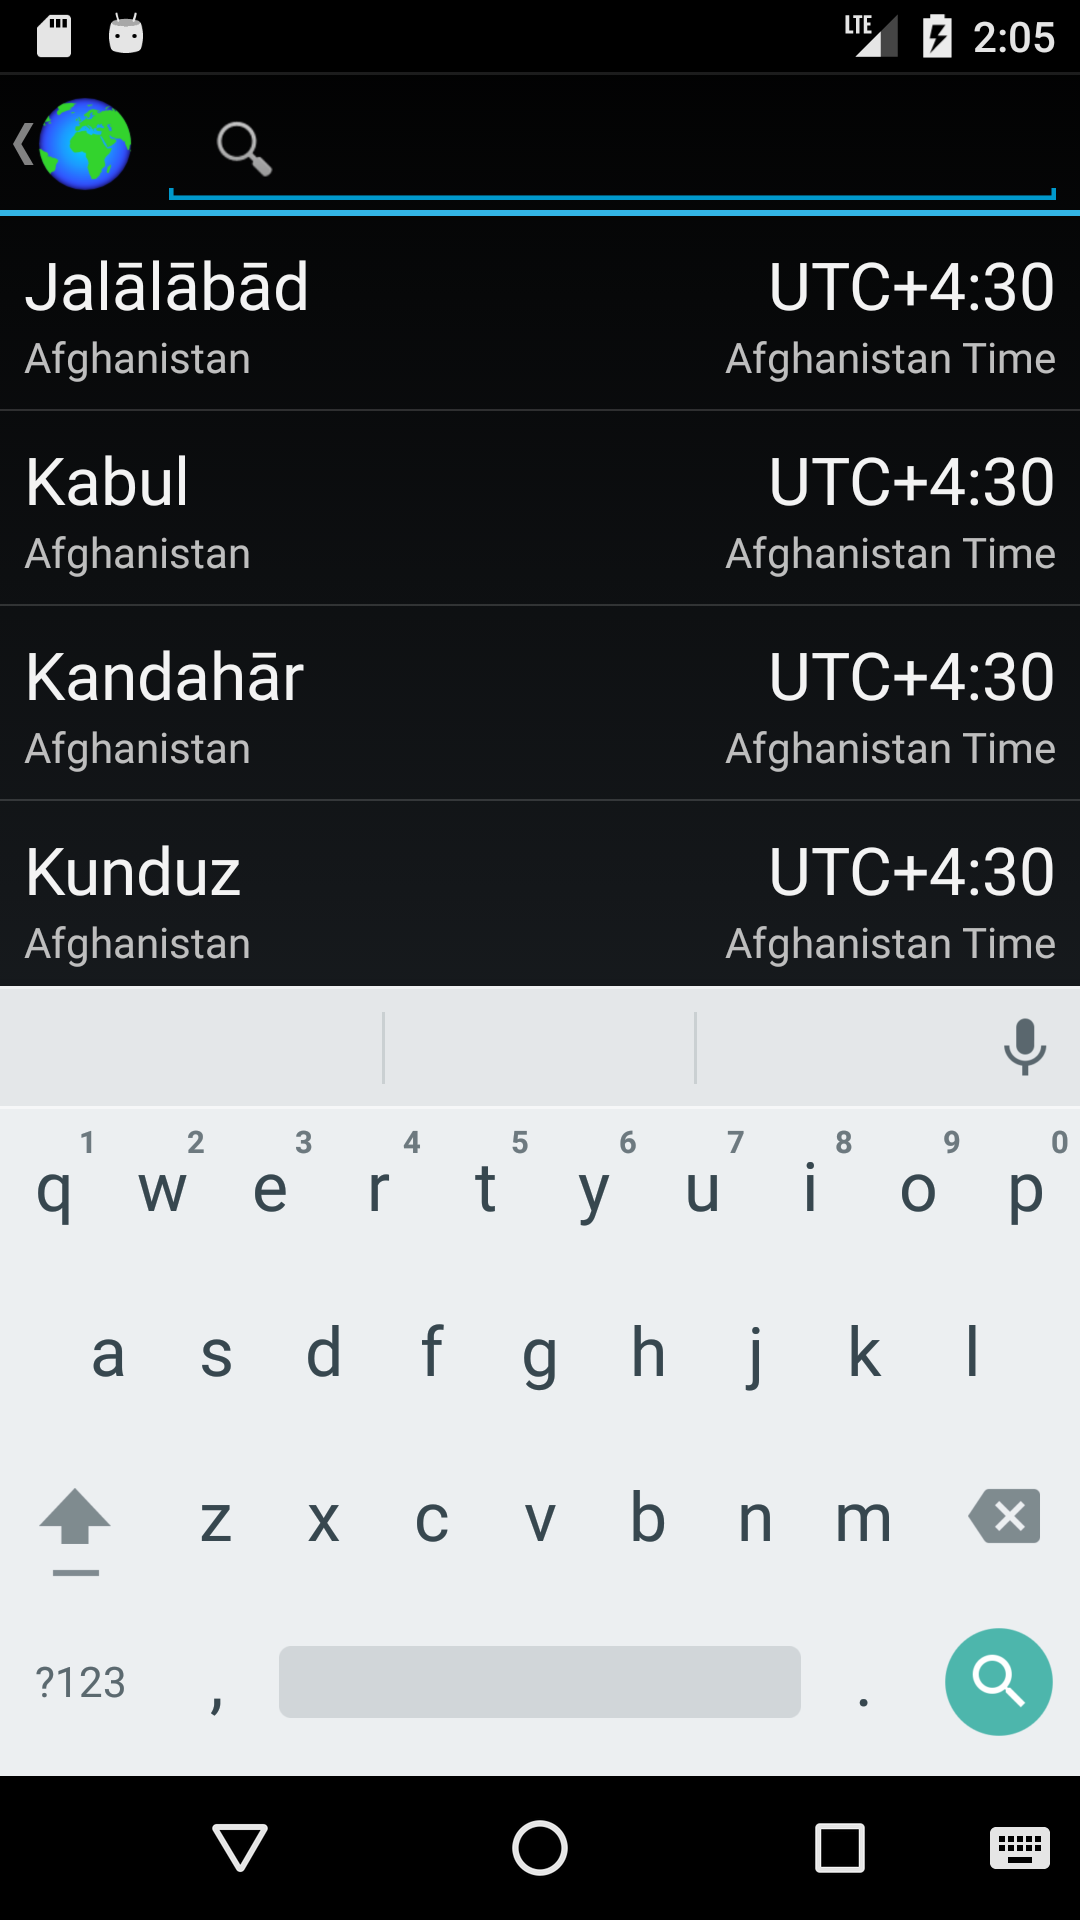 LTE 2:05
Jalālābād UTC+4:30
Afghanistan Afghanistan Time
Kabul UTC+4:30
Afghanistan Afghanistan Time
Kandahār UTC+4:30
Afghanistan Afghanistan Time
Kunduz UTC+4:30
Afghanistan Afghanistan Time
1 2 3 4 5 6 7 8 9 0
q w e r t y u i o p
a s d f g h j k l
z x c v b n m
?123 , .